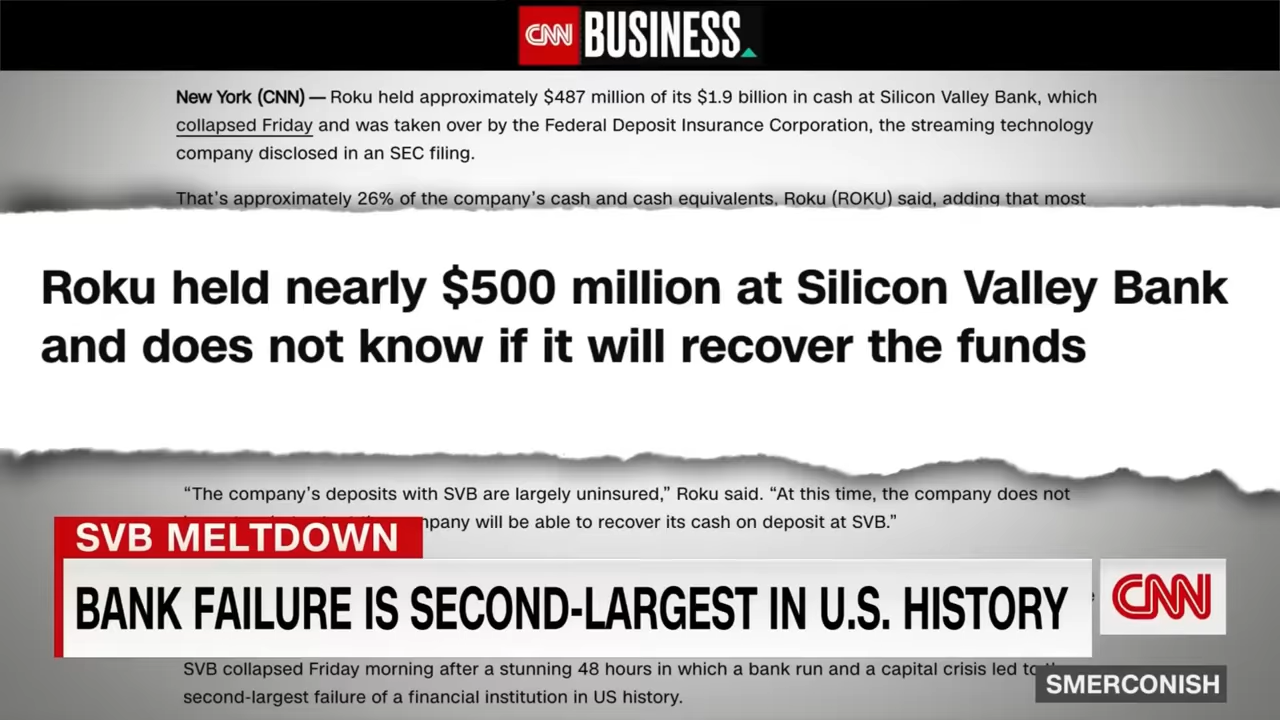 CNN BUSINESS
New York (CNN) — Roku held approximately $487 million of its $1.9 billion in cash at Silicon Valley Bank, which
collapsed Friday and was taken over by the Federal Deposit Insurance Corporation, the streaming technology
company disclosed in an SEC filing.
That's approximately 26% of the company's cash and cash equivalents, Roku (ROKU) said, adding that most
Roku held nearly $500 million at Silicon Valley Bank
and does not know if it will recover the funds
“The company's deposits with SVB are largely uninsured,” Roku said. “At this time, the company does not
will be able to recover its cash on deposit at SVB.”
SVB MELTDOWN
BANK FAILURE IS SECOND-LARGEST IN U.S. HISTORY
CNN
SVB collapsed Friday morning after a stunning 48 hours in which a bank run and a capital crisis led to
second-largest failure of a financial institution in US history.
SMERCONISH